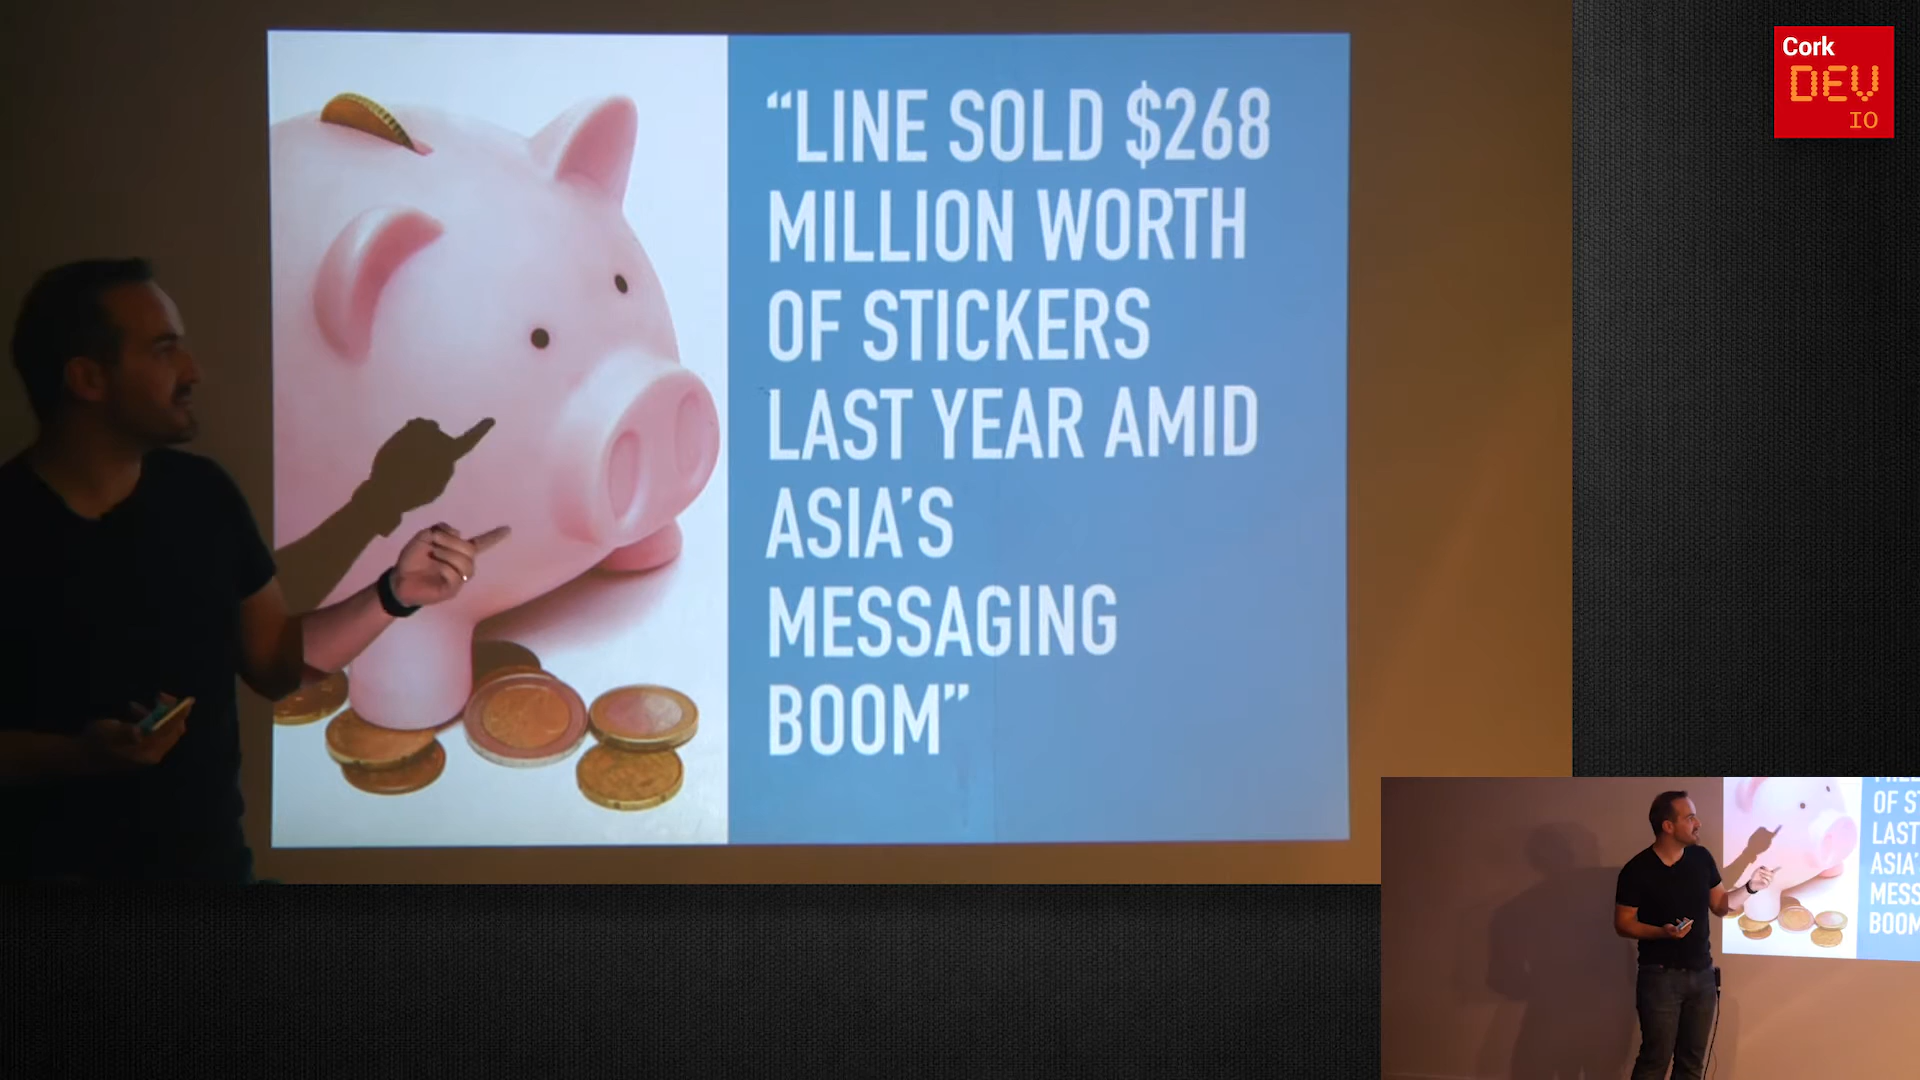 Cork
DEV
IO
“LINE SOLD $268
MILLION WORTH
OF STICKERS
LAST YEAR AMID
ASIA’S
MESSAGING
BOOM”
OF S
LAST
ASIA’
MESS
BOOM